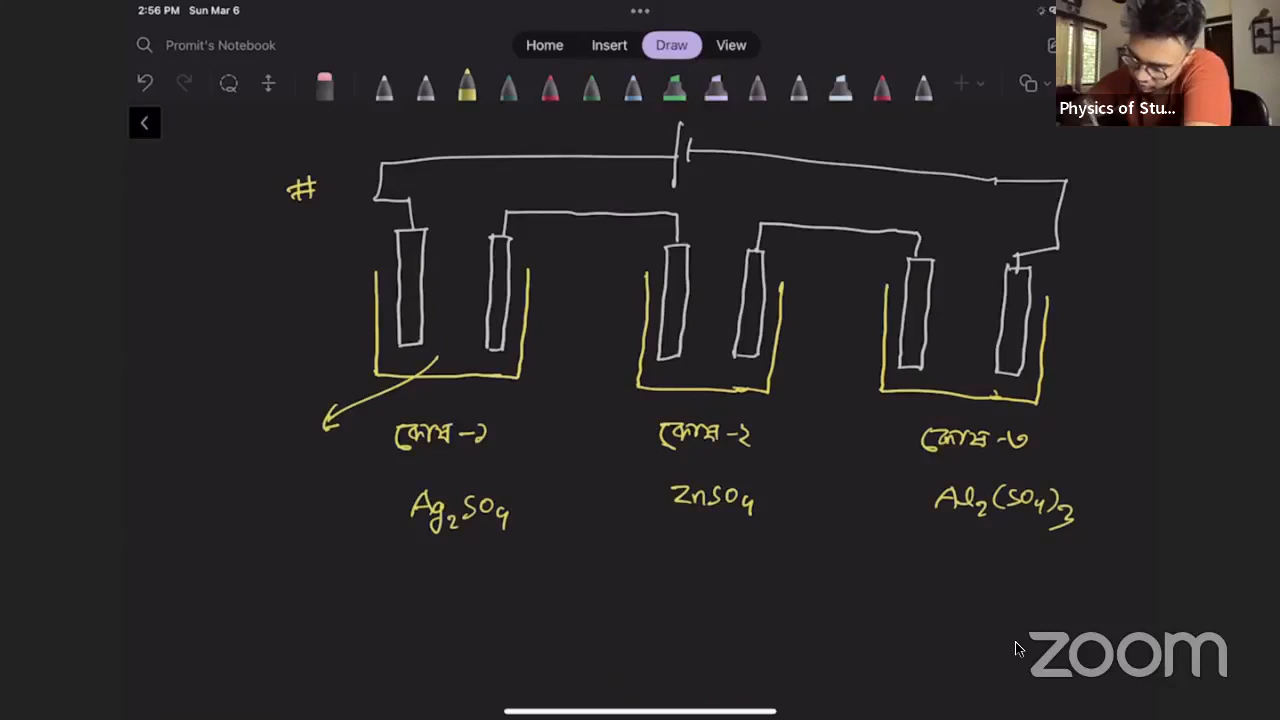 2:56 PM Sun Mar 6
Promit's Notebook
Home Insert Draw View
Physics of Stu...
#
কোষ-১ কোষ-২ কোষ-৩
Ag₂SO₄ ZnSO₄ Al₂(SO₄)₃
zoom